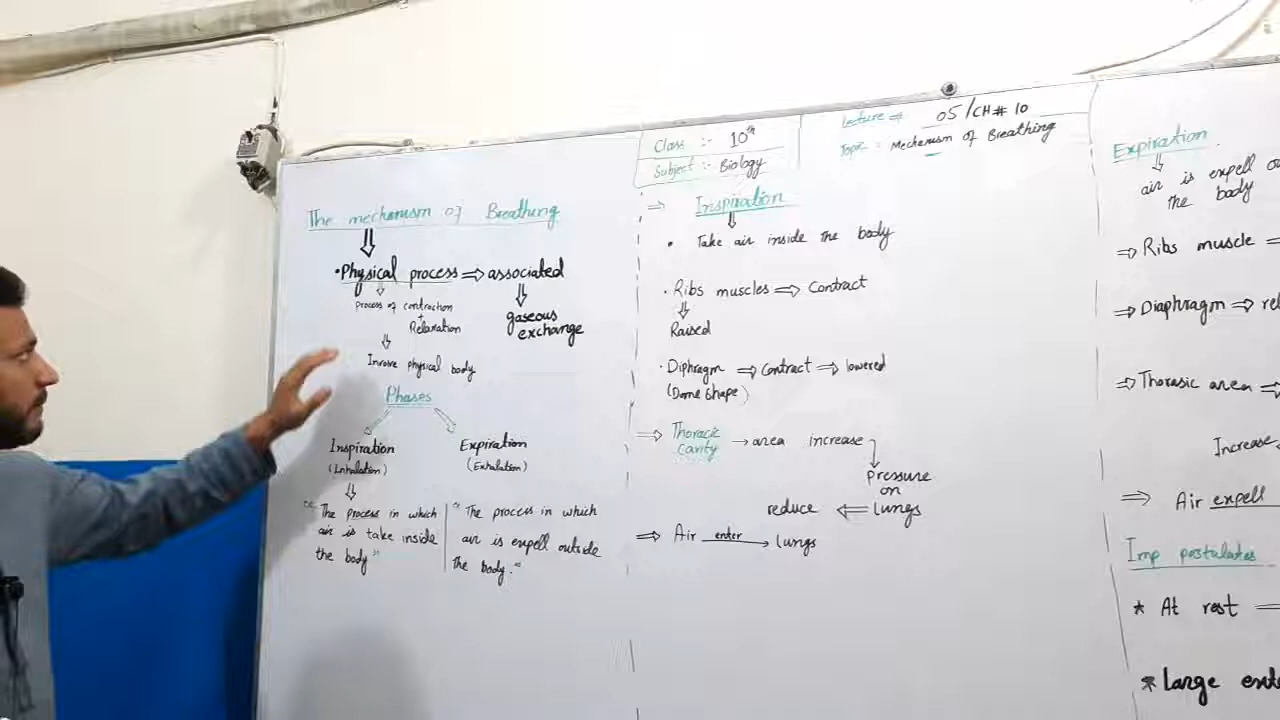 Class :- 10th
Subject :- Biology
Lecture # 05/CH# 10
Topic : Mechanism of Breathing
The mechanism of Breathing
• Physical process ⇒ associated
Process of contraction
+
Relaxation
gaseous
exchange
Involve physical body
Phases
Inspiration
(Inhalation)
Expiration
(Exhalation)
"The process in which
air is take inside
the body"
"The process in which
air is expell outside
the body."
⇒ Inspiration
• Take air inside the body
• Ribs muscles ⇒ Contract
Raised
• Diphragm ⇒ Contract ⇒ lowered
(Dome shape)
⇒ Thoracic
cavity
→ area increase
Pressure
on
reduce ⇐ lungs
⇒ Air enter → lungs
Expiration
air is expell
the body
⇒ Ribs muscle ⇒
⇒ Diaphragm ⇒
⇒ Thorasic area ⇒
Increase
⇒ Air expell
Imp postulates
* At rest
* Large